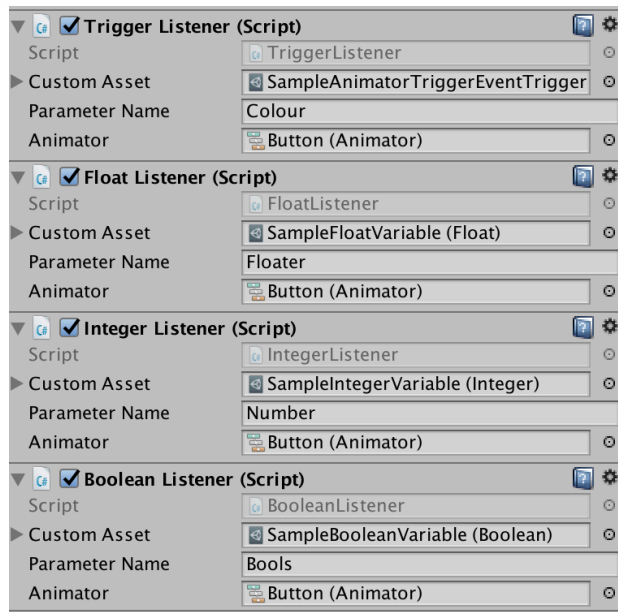 Trigger Listener (Script)
Script TriggerListener
Custom Asset SampleAnimatorTriggerEventTrigger
Parameter Name Colour
Animator Button (Animator)
Float Listener (Script)
Script FloatListener
Custom Asset SampleFloatVariable (Float)
Parameter Name Floater
Animator Button (Animator)
Integer Listener (Script)
Script IntegerListener
Custom Asset SampleIntegerVariable (Integer)
Parameter Name Number
Animator Button (Animator)
Boolean Listener (Script)
Script BooleanListener
Custom Asset SampleBooleanVariable (Boolean)
Parameter Name Bools
Animator Button (Animator)